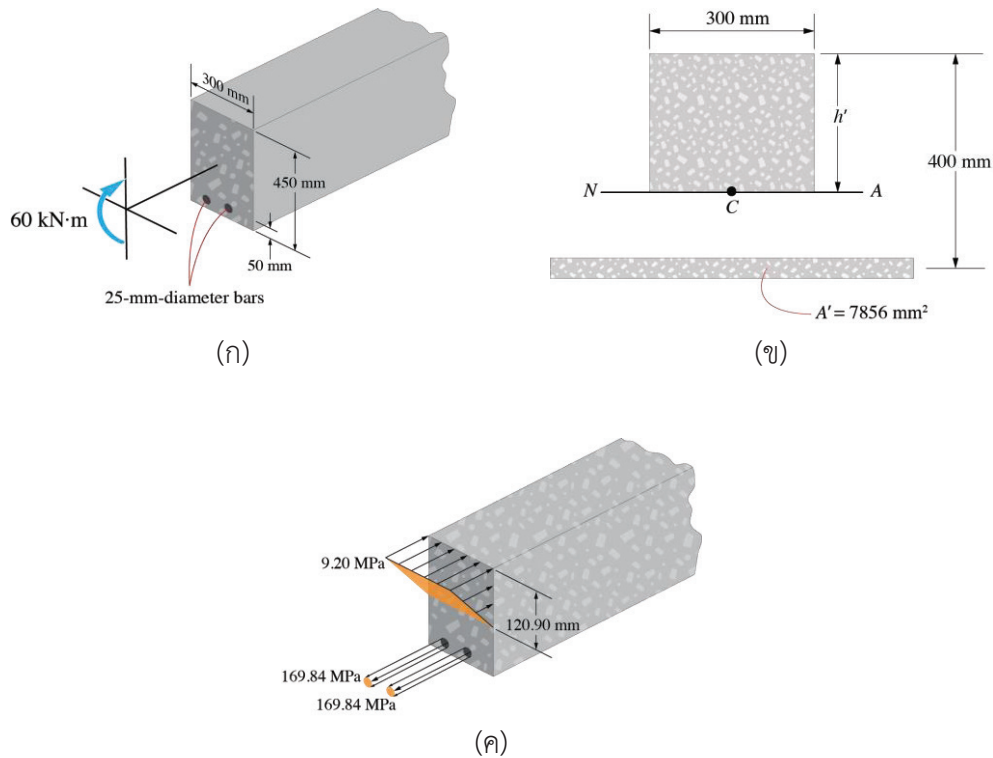 300 mm
450 mm
60 kN·m
50 mm
25-mm-diameter bars
(ก)
300 mm
h′
400 mm
N
A
C
A′ = 7856 mm²
(ข)
9.20 MPa
120.90 mm
169.84 MPa
169.84 MPa
(ค)